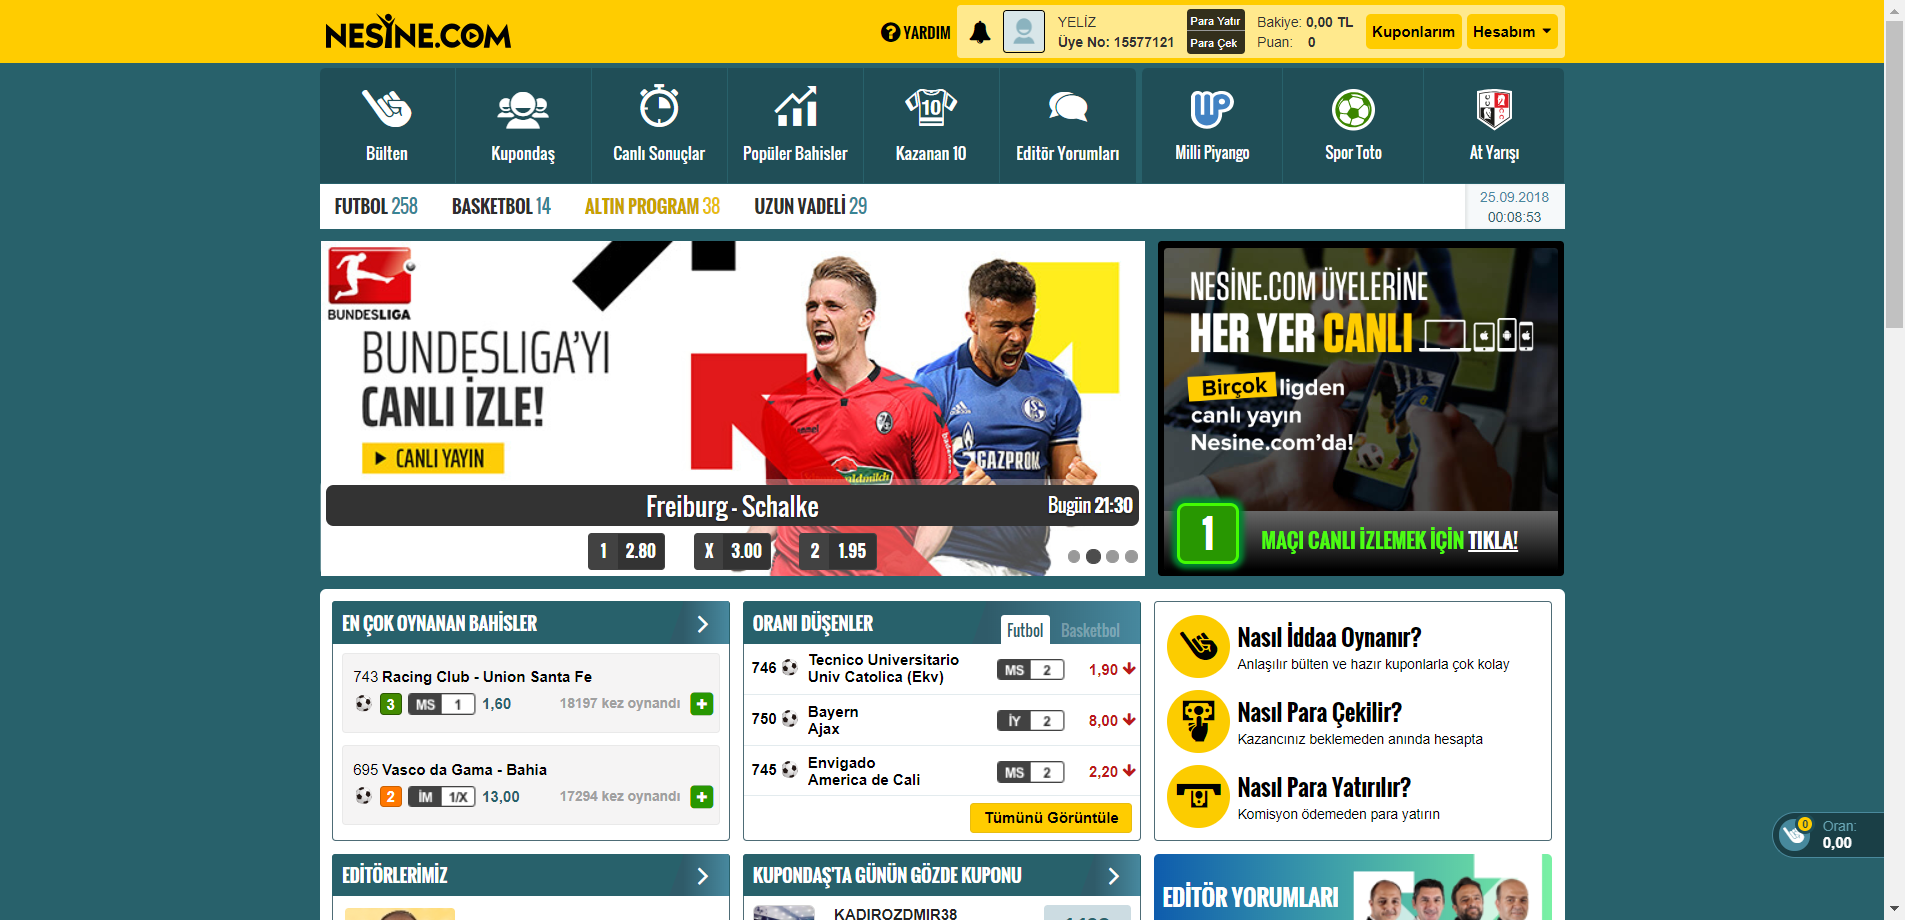 NESİNE.COM
YARDIM
YELİZ
Üye No: 15577121
Para Yatır
Para Çek
Bakiye: 0,00 TL
Puan: 0
Kuponlarım
Hesabım
Bülten
Kupondaş
Canlı Sonuçlar
Popüler Bahisler
10
Kazanan 10
Editör Yorumları
Milli Piyango
Spor Toto
At Yarışı
FUTBOL 258
BASKETBOL 14
ALTIN PROGRAM 38
UZUN VADELİ 29
25.09.2018
00:08:53
BUNDESLIGA
BUNDESLIGA'YI
CANLI İZLE!
CANLI YAYIN
GAZPROM
Freiburg - Schalke
Bugün 21:30
1 2.80
X 3.00
2 1.95
NESİNE.COM ÜYELERİNE
HER YER CANLI
Birçok ligden
canlı yayın
Nesine.com'da!
1
MAÇI CANLI İZLEMEK İÇİN TIKLA!
EN ÇOK OYNANAN BAHİSLER
743 Racing Club - Union Santa Fe
3 MS 1 1,60 18197 kez oynandı
695 Vasco da Gama - Bahia
2 İM 1/X 13,00 17294 kez oynandı
ORANI DÜŞENLER
Futbol
Basketbol
746 Tecnico Universitario
Univ Catolica (Ekv)
MS 2 1,90
750 Bayern
Ajax
İY 2 8,00
745 Envigado
America de Cali
MS 2 2,20
Tümünü Görüntüle
Nasıl İddaa Oynanır?
Anlaşılır bülten ve hazır kuponlarla çok kolay
Nasıl Para Çekilir?
Kazancınız beklemeden anında hesapta
Nasıl Para Yatırılır?
Komisyon ödemeden para yatırın
0
Oran:
0,00
EDİTÖRLERİMİZ
KUPONDAŞ'TA GÜNÜN GÖZDE KUPONU
KADIROZDMIR38
EDİTÖR YORUMLARI